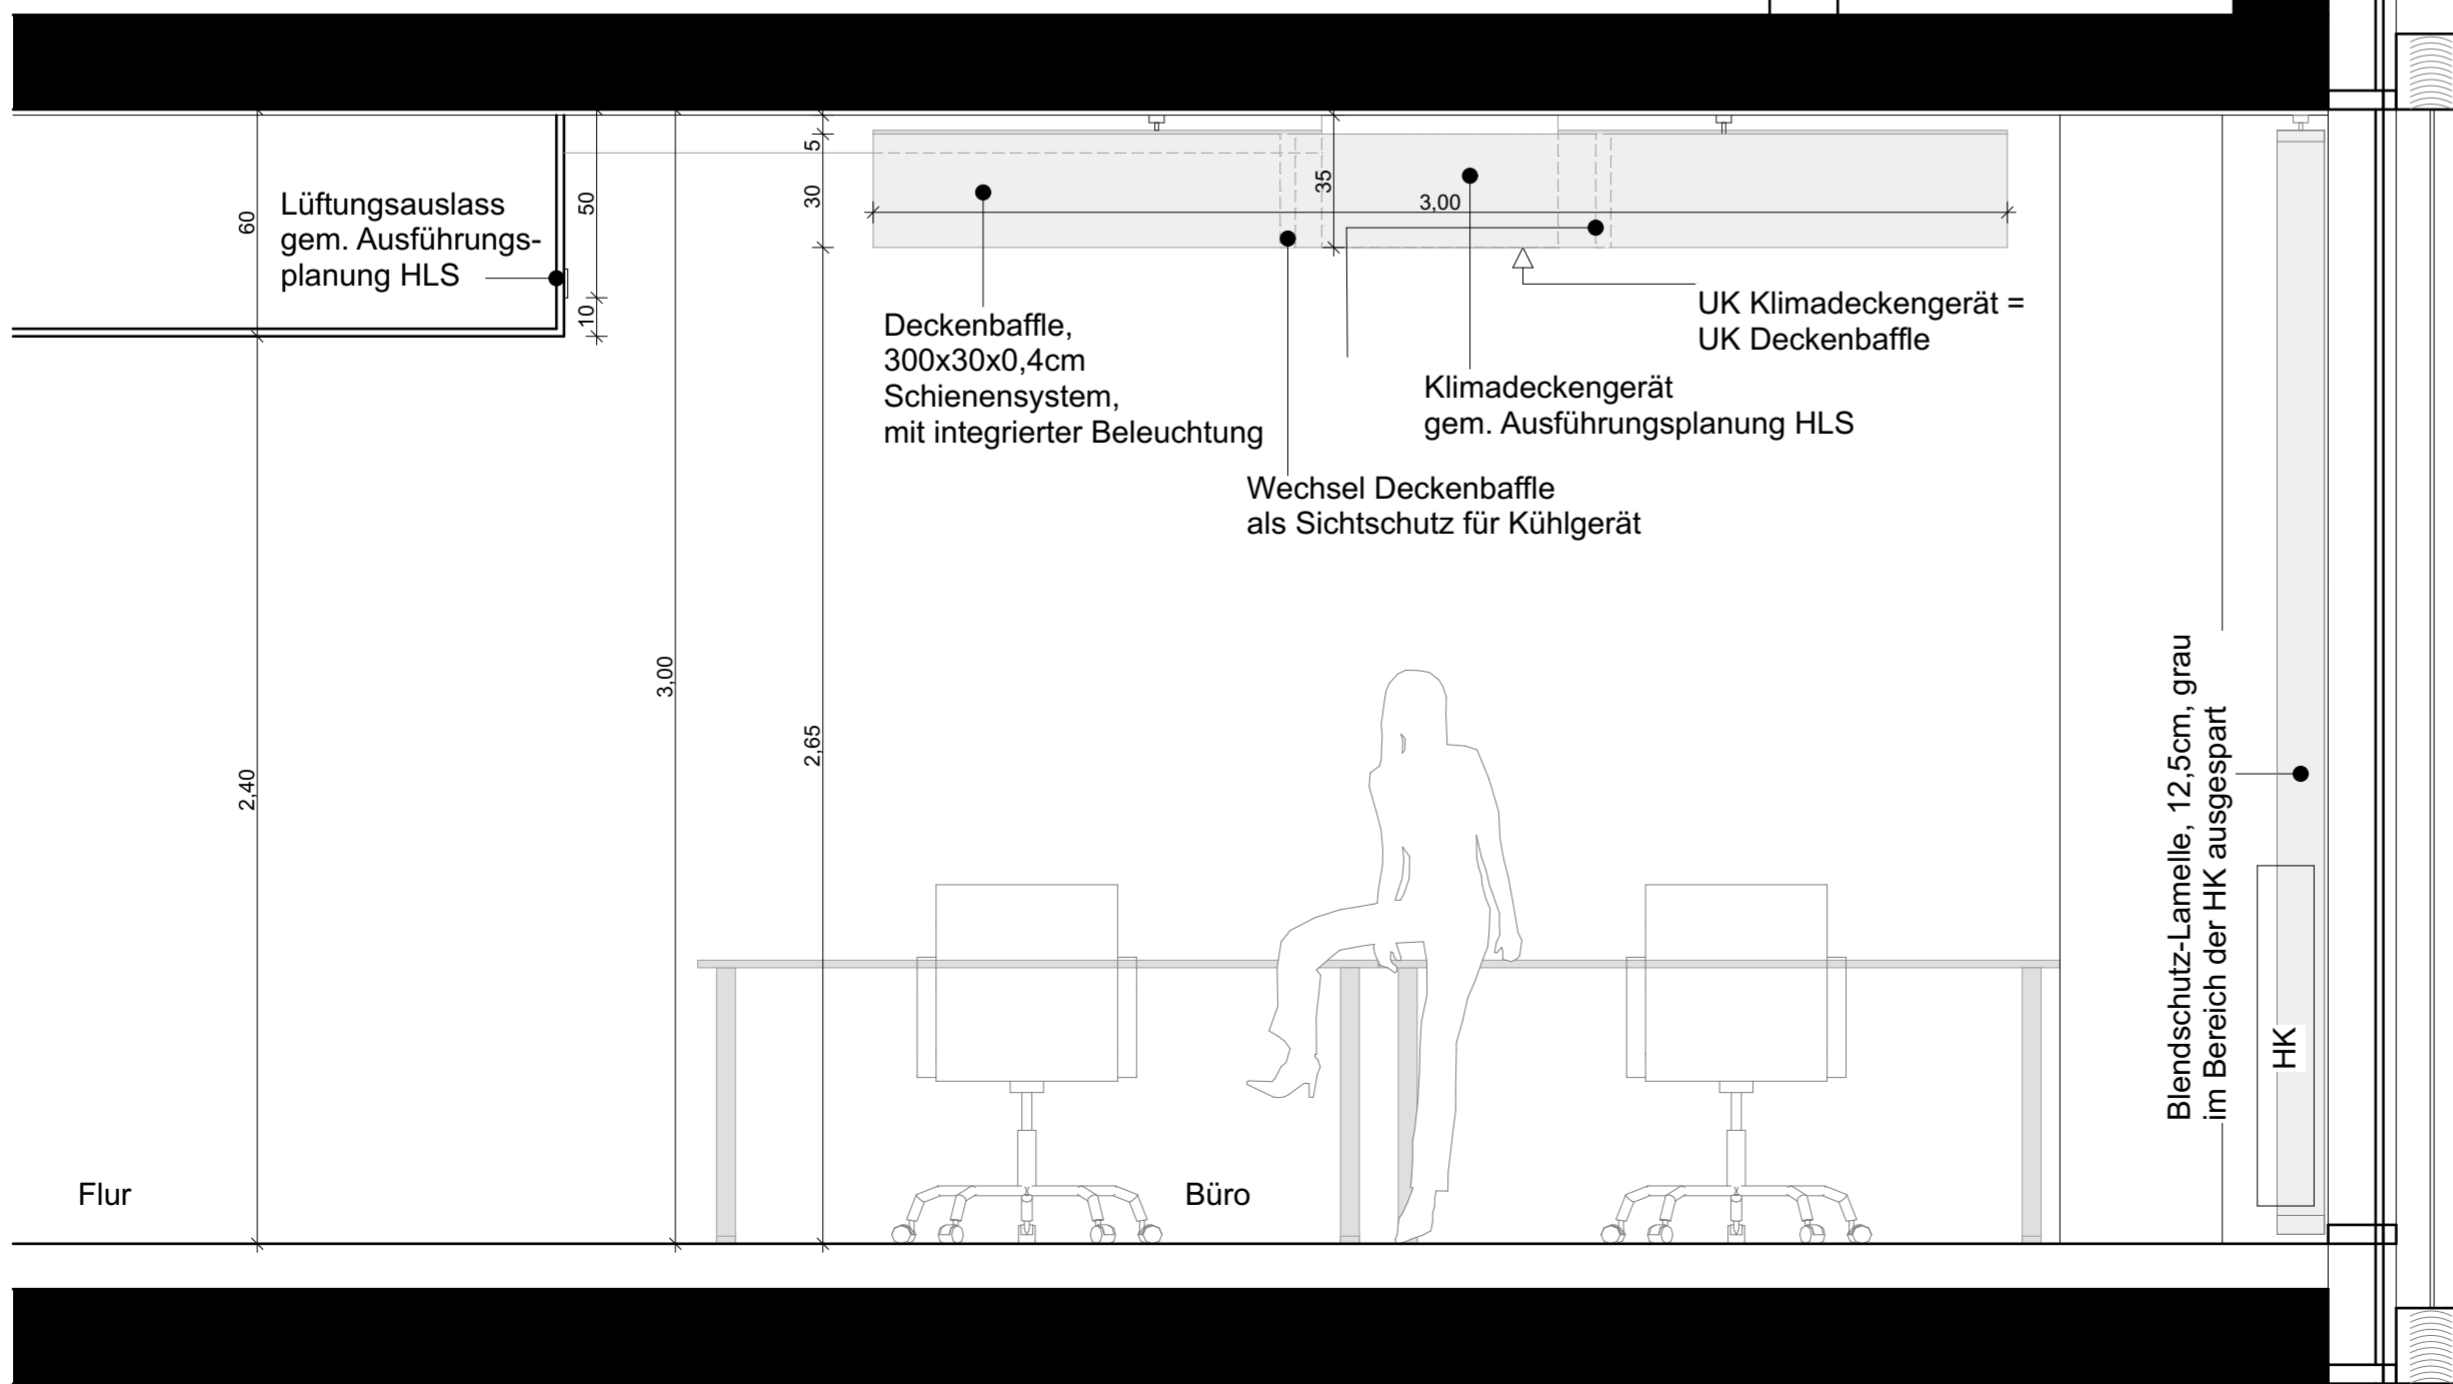 5
30
35
3,00
60
50
10
Lüftungsauslass
gem. Ausführungs-
planung HLS
Deckenbaffle,
300x30x0,4cm
Schienensystem,
mit integrierter Beleuchtung
UK Klimadeckengerät =
UK Deckenbaffle
Klimadeckengerät
gem. Ausführungsplanung HLS
Wechsel Deckenbaffle
als Sichtschutz für Kühlgerät
2,40
3,00
2,65
Blendschutz-Lamelle, 12,5cm, grau
im Bereich der HK ausgespart
HK
Flur
Büro